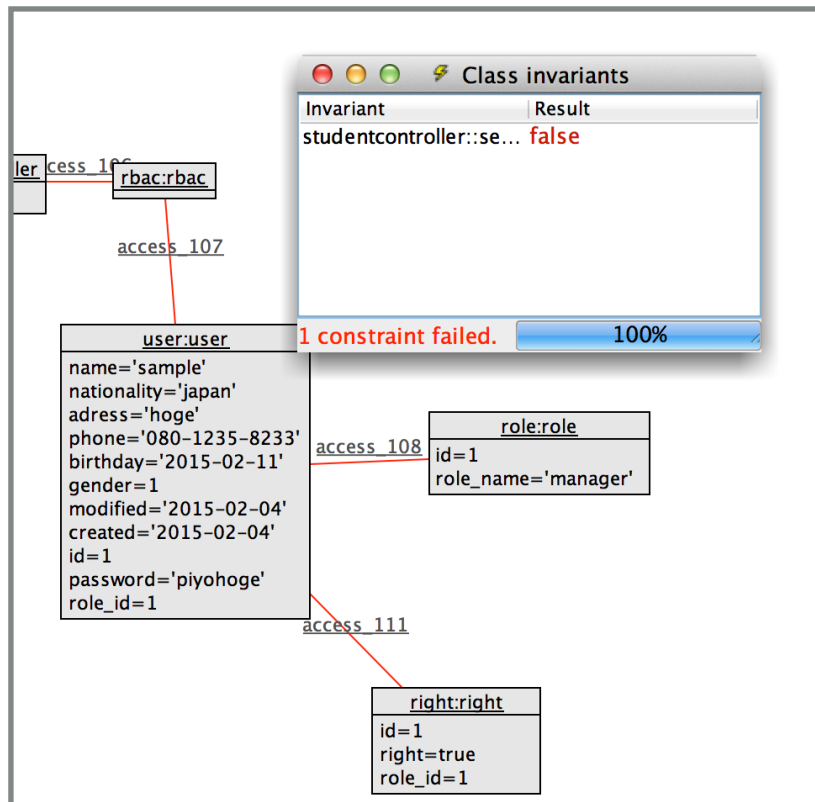 Class invariants
Invariant Result
studentcontroller::se... false
1 constraint failed. 100%
ler
rbac:rbac
access_107
user:user
name='sample'
nationality='japan'
adress='hoge'
phone='080-1235-8233'
birthday='2015-02-11'
gender=1
modified='2015-02-04'
created='2015-02-04'
id=1
password='piyohoge'
role_id=1
access_108
role:role
id=1
role_name='manager'
access_111
right:right
id=1
right=true
role_id=1